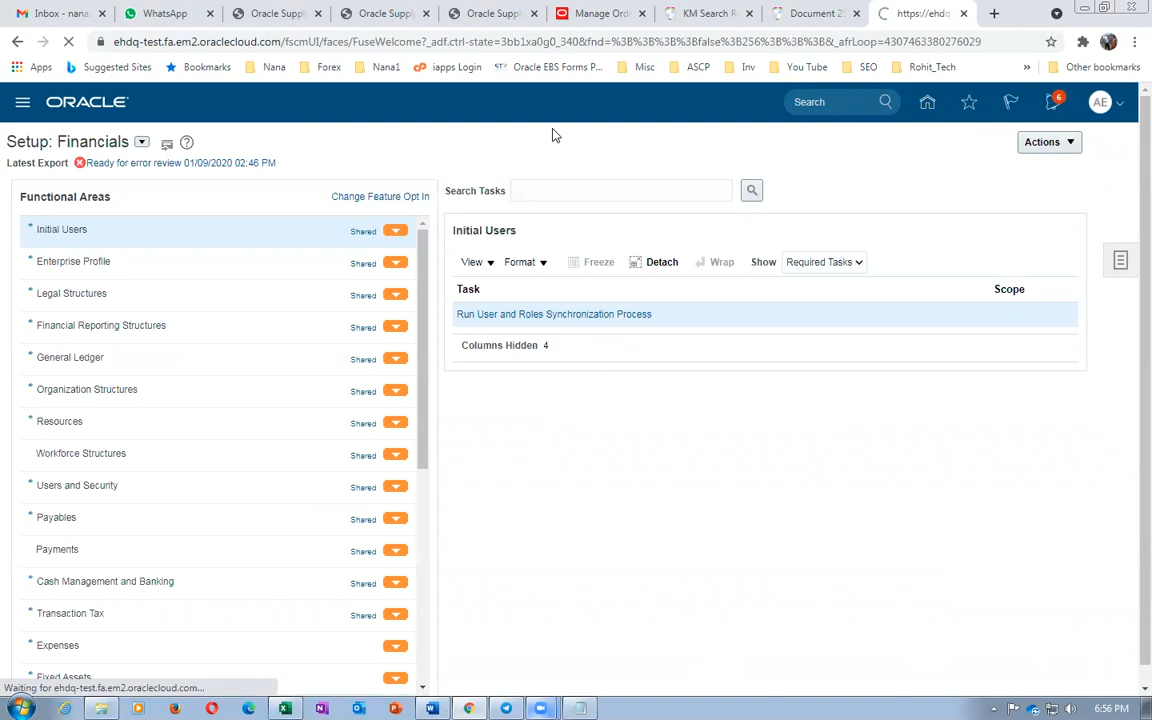 Inbox - nana.
WhatsApp
Oracle Suppl
Oracle Suppl
Oracle Suppl
Manage Orde
KM Search R
Document 25
https://ehdq
ehdq-test.fa.em2.oraclecloud.com/fscmUI/faces/FuseWelcome?_adf.ctrl-state=3bb1xa0g0_340&fnd=%3B%3B%3B%3Bfalse%3B256%3B%3B%3B&_afrLoop=4307463380276029
Apps
Suggested Sites
Bookmarks
Nana
Forex
Nana1
iapps Login
Oracle EBS Forms P...
Misc
ASCP
Inv
You Tube
SEO
Rohit_Tech
»
Other bookmarks
ORACLE
Search
6
AE
Setup: Financials
Actions
Latest Export Ready for error review 01/09/2020 02:46 PM
Functional Areas
Change Feature Opt In
Search Tasks
* Initial Users Shared
* Enterprise Profile Shared
* Legal Structures Shared
* Financial Reporting Structures Shared
* General Ledger Shared
* Organization Structures Shared
* Resources Shared
Workforce Structures Shared
* Users and Security Shared
* Payables Shared
Payments Shared
* Cash Management and Banking Shared
* Transaction Tax Shared
* Expenses
* Fixed Assets
Initial Users
View Format Freeze Detach Wrap Show Required Tasks
Task Scope
Run User and Roles Synchronization Process
Columns Hidden 4
Waiting for ehdq-test.fa.em2.oraclecloud.com...
6:56 PM